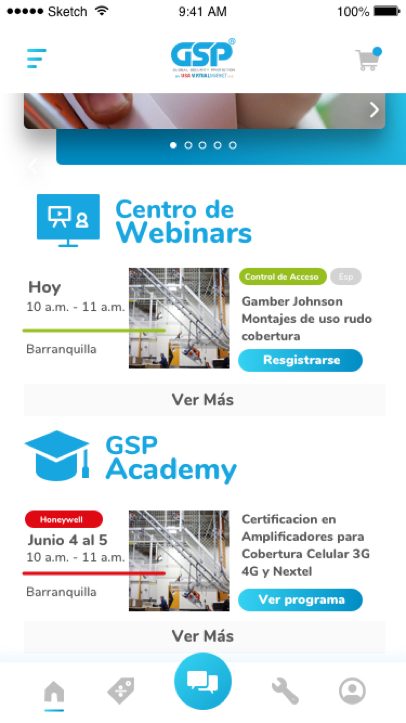 Sketch
9:41 AM
100%
GSP®
GLOBAL SECURITY PROTECTION
Centro de
Webinars
Hoy
10 a.m. - 11 a.m.
Barranquilla
Control de Acceso
Esp
Gamber Johnson
Montajes de uso rudo
cobertura
Resgistrarse
Ver Más
GSP
Academy
Honeywell
Junio 4 al 5
10 a.m. - 11 a.m.
Barranquilla
Certificacion en
Amplificadores para
Cobertura Celular 3G
4G y Nextel
Ver programa
Ver Más